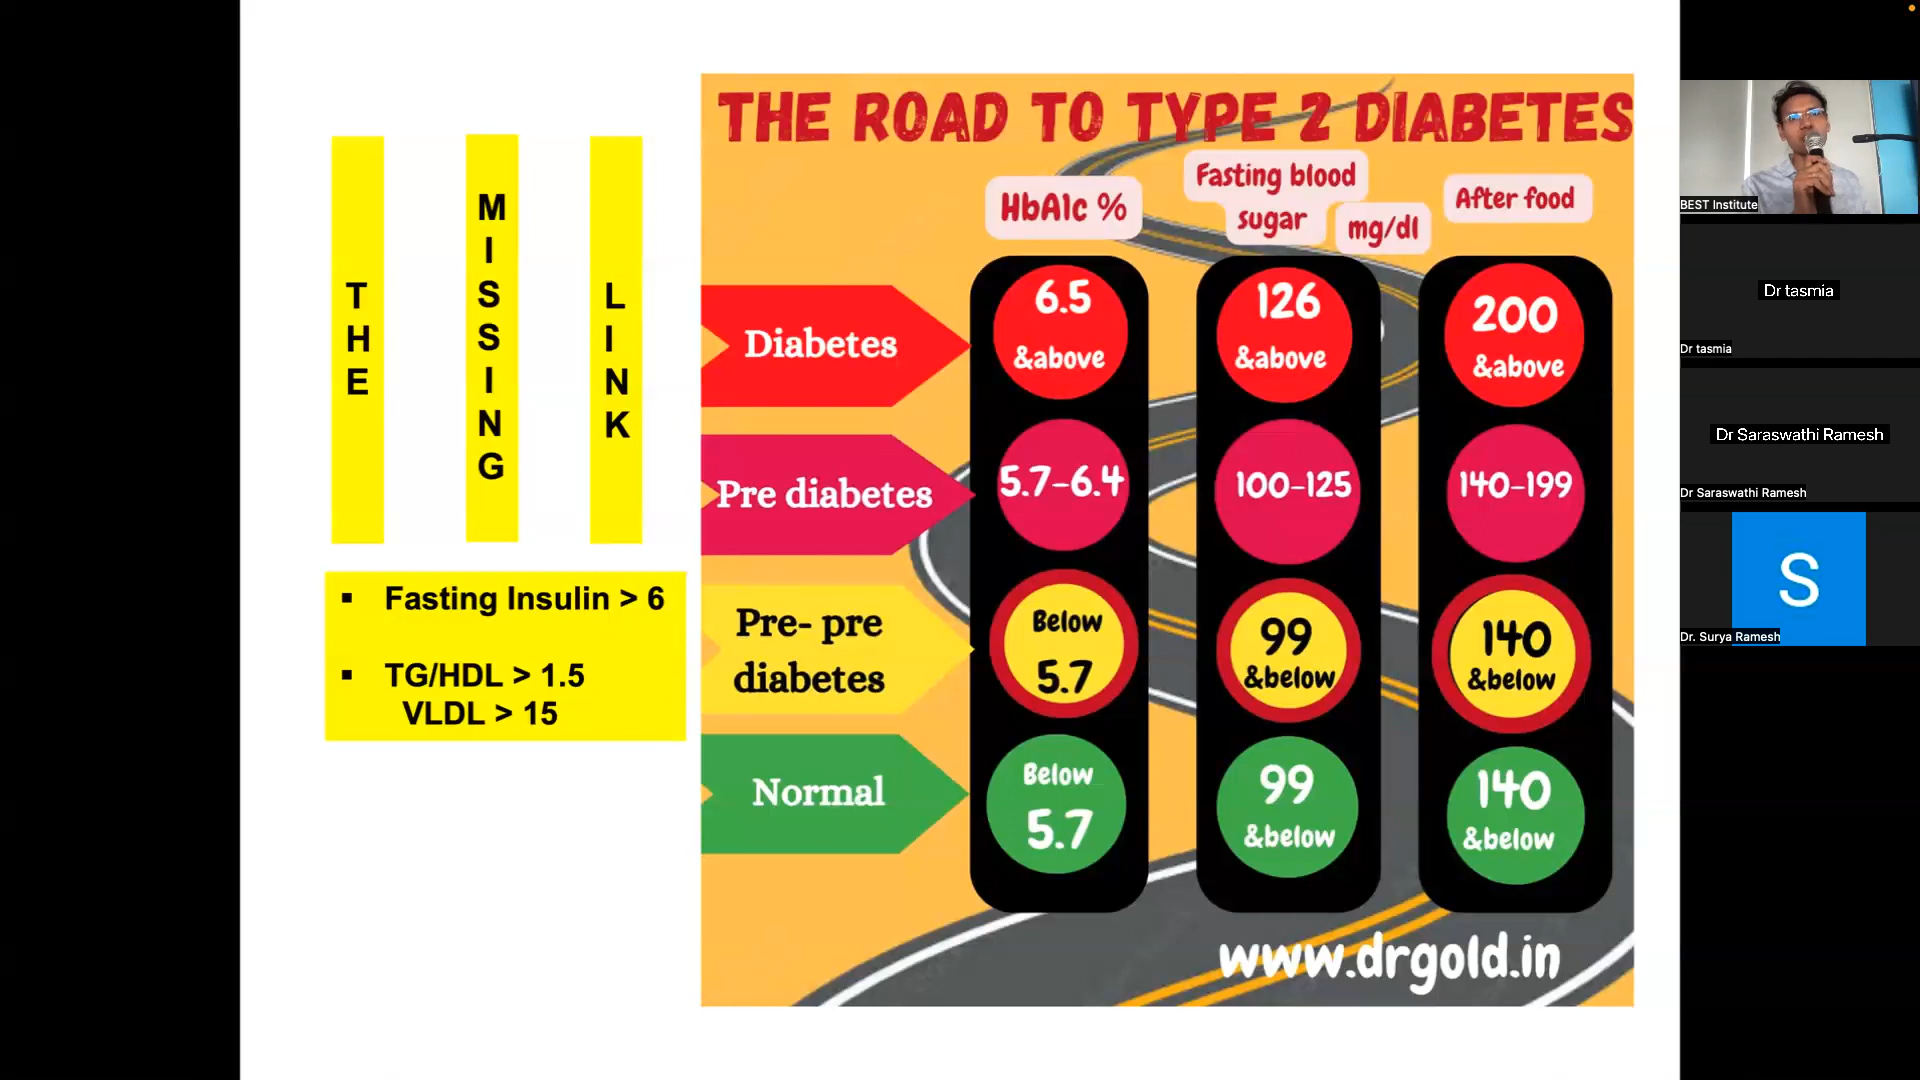 THE
MISSING
LINK
▪ Fasting Insulin > 6
▪ TG/HDL > 1.5
VLDL > 15
THE ROAD TO TYPE 2 DIABETES
HbA1c %
Fasting blood
sugar
mg/dl
After food
Diabetes
6.5
&above
126
&above
200
&above
Pre diabetes
5.7-6.4
100-125
140-199
Pre- pre
diabetes
Below
5.7
99
&below
140
&below
Normal
Below
5.7
99
&below
140
&below
www.drgold.in
BEST Institute
Dr tasmia
Dr tasmia
Dr Saraswathi Ramesh
Dr Saraswathi Ramesh
S
Dr. Surya Ramesh